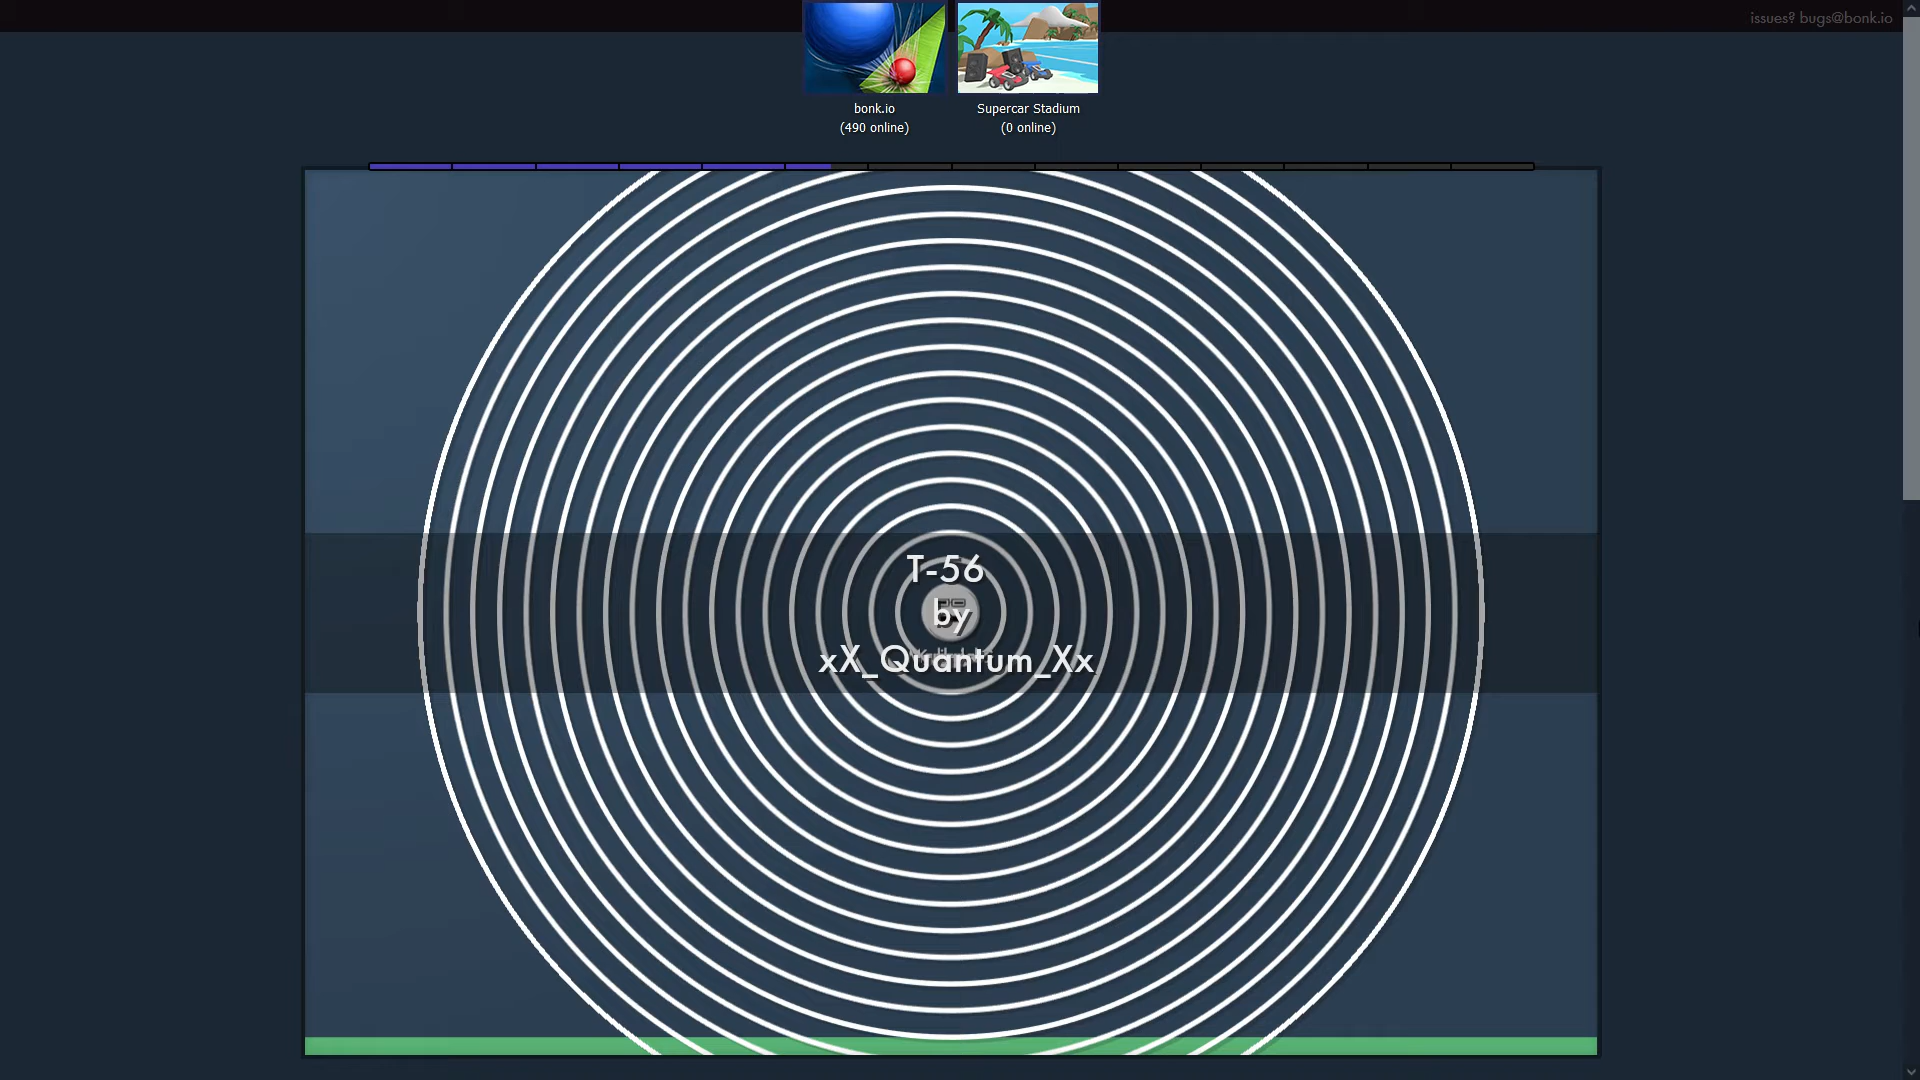 issues? bugs@bonk.io
bonk.io
(490 online)
Supercar Stadium
(0 online)
T-56
by
xX_Quantum_Xx